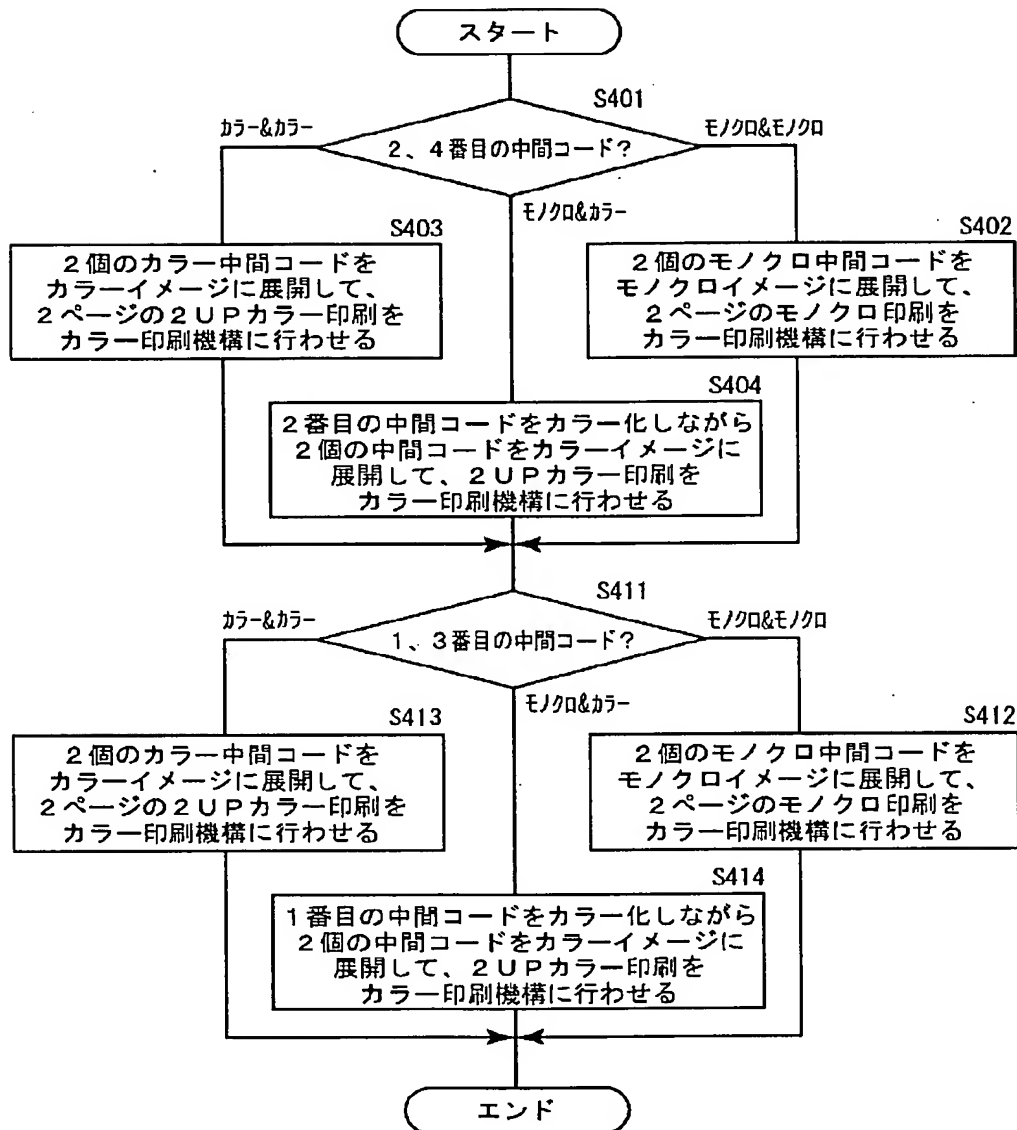 スタート
S401
カラー&カラー
モノクロ&モノクロ
2、4番目の中間コード?
モノクロ&カラー
S403
2個のカラー中間コードを
カラーイメージに展開して、
2ページの2UPカラー印刷を
カラー印刷機構に行わせる
S402
2個のモノクロ中間コードを
モノクロイメージに展開して、
2ページのモノクロ印刷を
カラー印刷機構に行わせる
S404
2番目の中間コードをカラー化しながら
2個の中間コードをカラーイメージに
展開して、2UPカラー印刷を
カラー印刷機構に行わせる
S411
カラー&カラー
モノクロ&モノクロ
1、3番目の中間コード?
モノクロ&カラー
S413
2個のカラー中間コードを
カラーイメージに展開して、
2ページの2UPカラー印刷を
カラー印刷機構に行わせる
S412
2個のモノクロ中間コードを
モノクロイメージに展開して、
2ページのモノクロ印刷を
カラー印刷機構に行わせる
S414
1番目の中間コードをカラー化しながら
2個の中間コードをカラーイメージに
展開して、2UPカラー印刷を
カラー印刷機構に行わせる
エンド